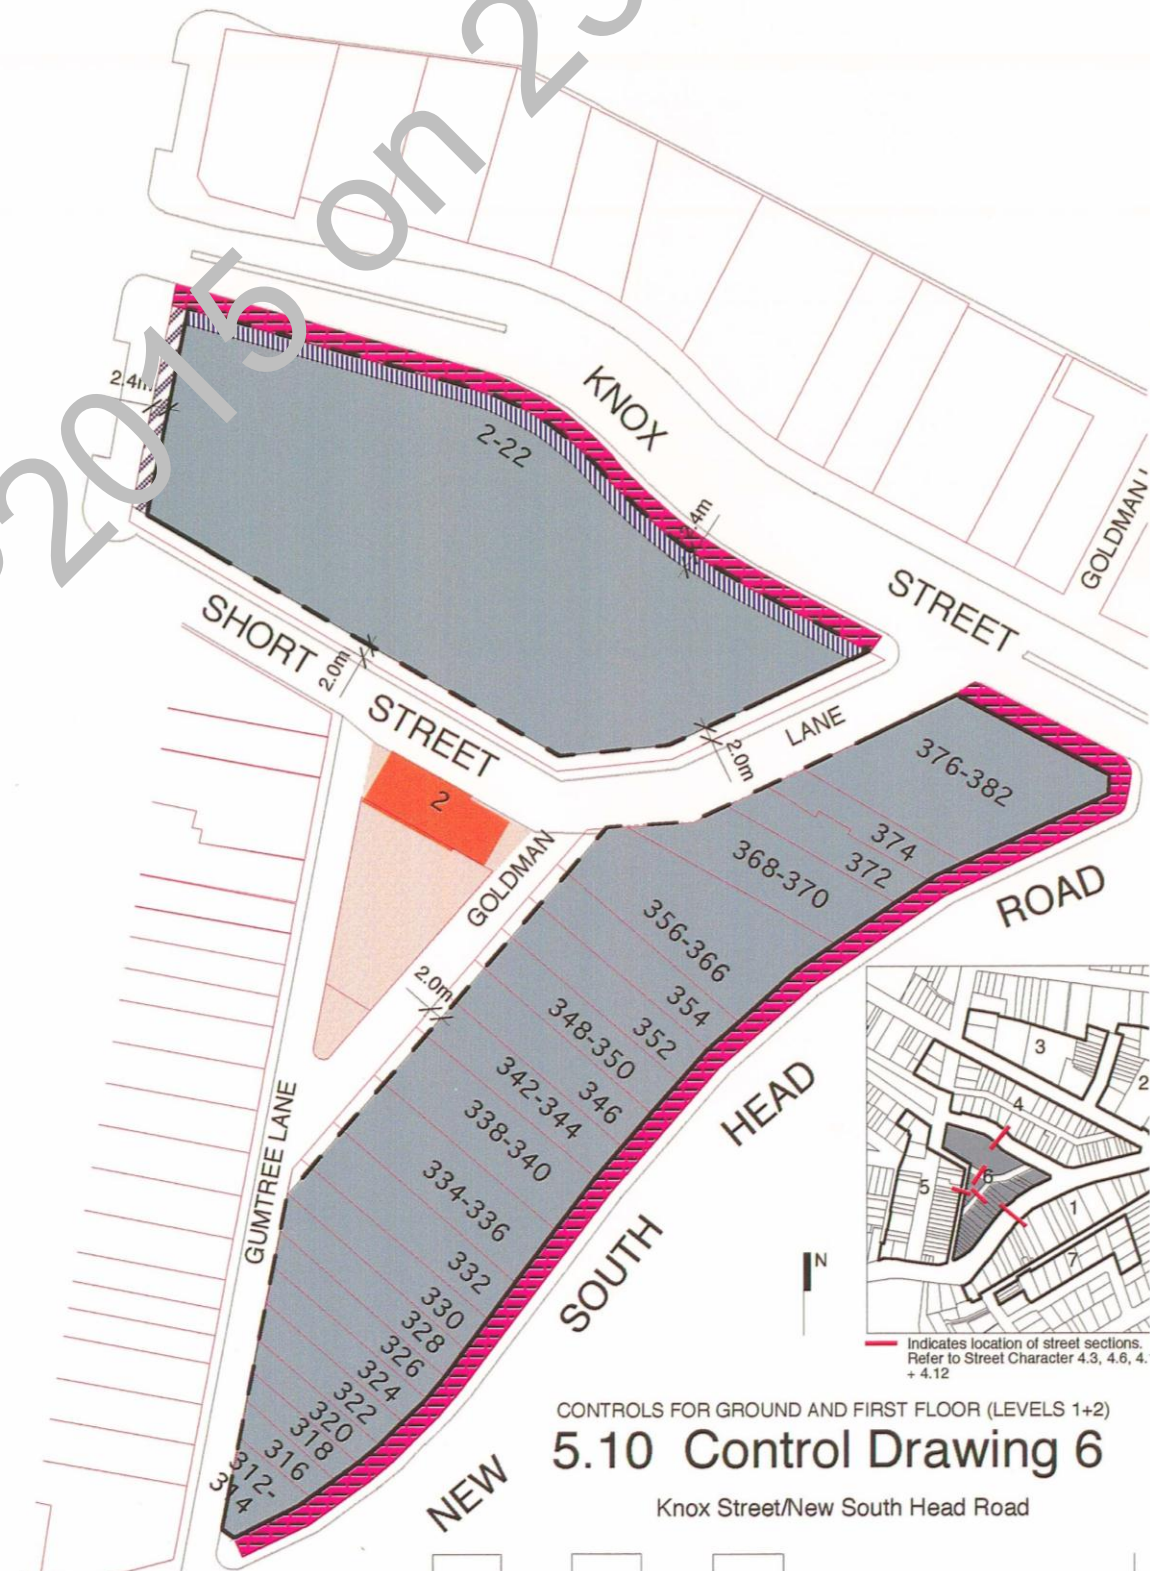 2015 on 23
KNOX
STREET
GOLDMAN
2.4m
2-22
.4m
SHORT
STREET
2.0m
2.0m
LANE
2
GOLDMAN
2.0m
GUMTREE LANE
376-382
374
372
368-370
356-366
354
352
348-350
346
342-344
338-340
334-336
332
330
328
326
324
322
320
318
316
312-
314
NEW
SOUTH
HEAD
ROAD
3
2
4
5
6
1
7
N
Indicates location of street sections.
Refer to Street Character 4.3, 4.6, 4.
+ 4.12
CONTROLS FOR GROUND AND FIRST FLOOR (LEVELS 1+2)
5.10 Control Drawing 6
Knox Street/New South Head Road